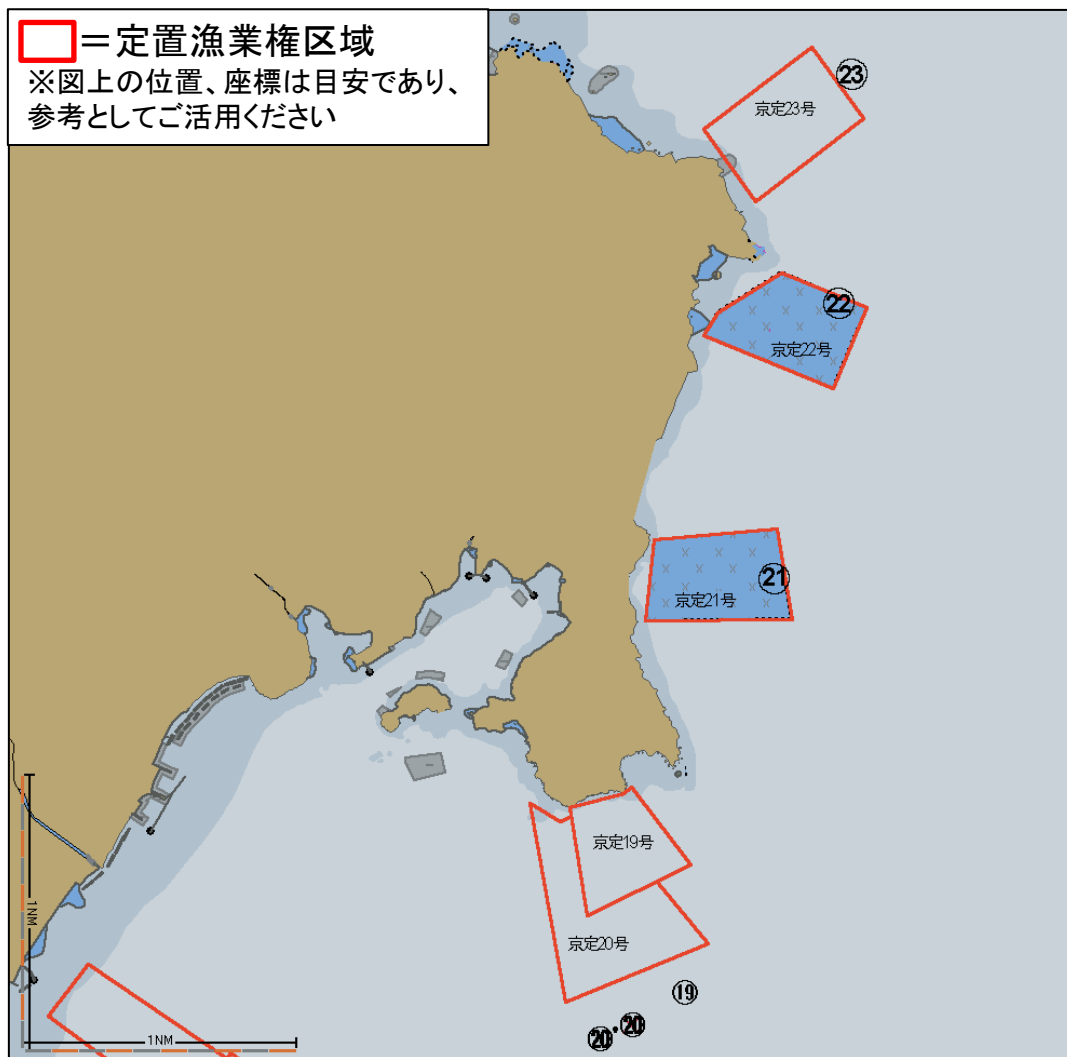 ＝定置漁業権区域
※図上の位置、座標は目安であり、
参考としてご活用ください
㉓
京定23号
㉒
京定22号
㉑
京定21号
京定19号
京定20号
⑲
⑳・⑳
1NM
1NM